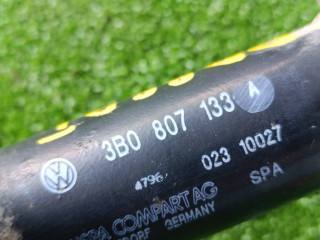 3B0 807 133 A
4796 023 10027
COMPART AG SPA
GERMANY